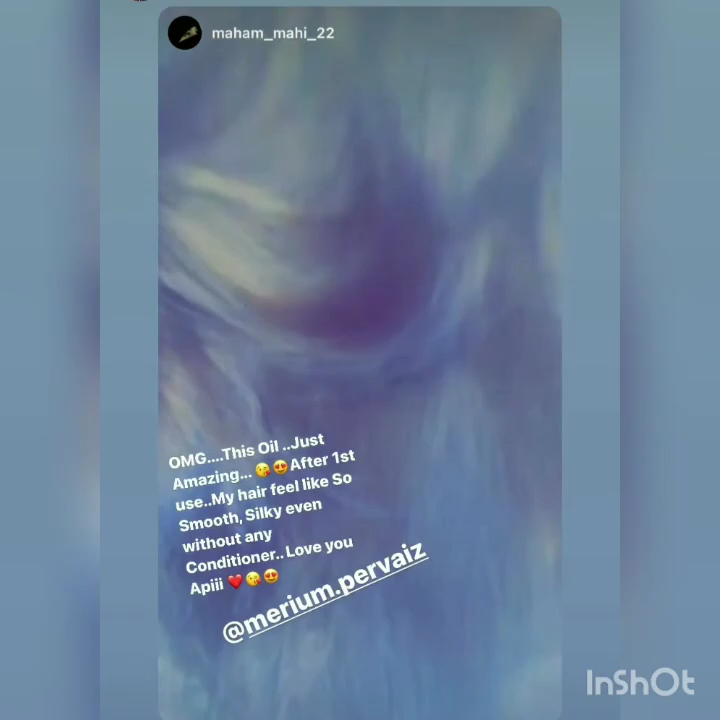 maham_mahi_22
OMG....This Oil ..Just
Amazing... 😘😍After 1st
use..My hair feel like So
Smooth, Silky even
without any
Conditioner.. Love you
Apiii ❤️😘😍
@merium.pervaiz
InShOt